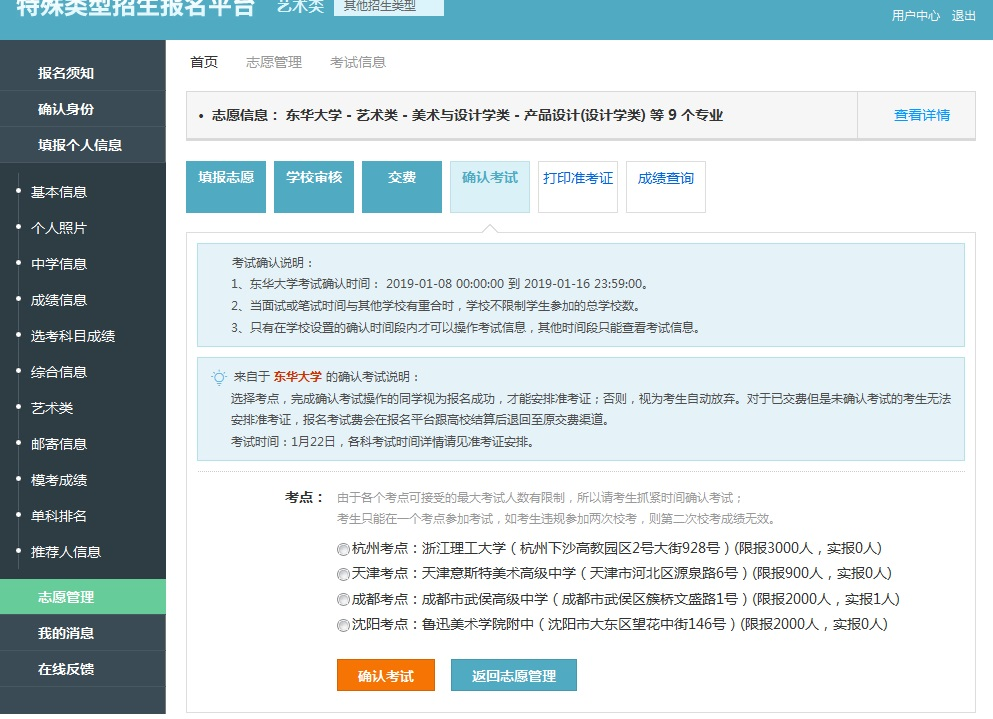 特殊类型招生报名平台 艺术类 其他招生类型
用户中心 退出
报名须知
确认身份
填报个人信息
基本信息
个人照片
中学信息
成绩信息
选考科目成绩
综合信息
艺术类
邮寄信息
模考成绩
单科排名
推荐人信息
志愿管理
我的消息
在线反馈
首页 志愿管理 考试信息
• 志愿信息： 东华大学 - 艺术类 - 美术与设计学类 - 产品设计(设计学类) 等 9 个专业 查看详情
填报志愿 学校审核 交费 确认考试 打印准考证 成绩查询
考试确认说明：
1、东华大学考试确认时间： 2019-01-08 00:00:00 到 2019-01-16 23:59:00。
2、当面试或笔试时间与其他学校有重合时，学校不限制学生参加的总学校数。
3、只有在学校设置的确认时间段内才可以操作考试信息，其他时间段只能查看考试信息。
来自于 东华大学 的确认考试说明：
选择考点，完成确认考试操作的同学视为报名成功，才能安排准考证；否则，视为考生自动放弃。对于已交费但是未确认考试的考生无法
安排准考证，报名考试费会在报名平台跟高校结算后退回至原交费渠道。
考试时间：1月22日，各科考试时间详情请见准考证安排。
考点： 由于各个考点可接受的最大考试人数有限制，所以请考生抓紧时间确认考试；
考生只能在一个考点参加考试，如考生违规参加两次校考，则第二次校考成绩无效。
杭州考点：浙江理工大学（杭州下沙高教园区2号大街928号）(限报3000人，实报0人)
天津考点：天津意斯特美术高级中学（天津市河北区源泉路6号）(限报900人，实报0人)
成都考点：成都市武侯高级中学（成都市武侯区簇桥文盛路1号）(限报2000人，实报1人)
沈阳考点：鲁迅美术学院附中（沈阳市大东区望花中街146号）(限报2000人，实报0人)
确认考试 返回志愿管理